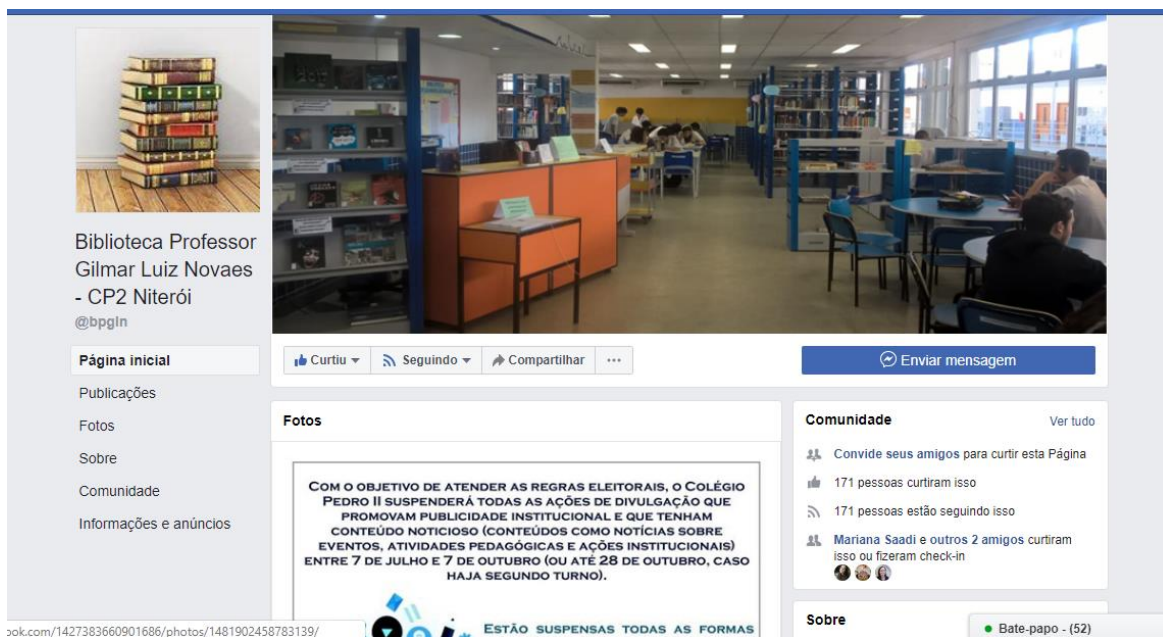 Biblioteca Professor
Gilmar Luiz Novaes
- CP2 Niterói
@bpgln
Página inicial
Publicações
Fotos
Sobre
Comunidade
Informações e anúncios
Curtiu
Seguindo
Compartilhar
...
Enviar mensagem
Fotos
COM O OBJETIVO DE ATENDER AS REGRAS ELEITORAIS, O COLÉGIO
PEDRO II SUSPENDERÁ TODAS AS AÇÕES DE DIVULGAÇÃO QUE
PROMOVAM PUBLICIDADE INSTITUCIONAL E QUE TENHAM
CONTEÚDO NOTICIOSO (CONTEÚDOS COMO NOTÍCIAS SOBRE
EVENTOS, ATIVIDADES PEDAGÓGICAS E AÇÕES INSTITUCIONAIS)
ENTRE 7 DE JULHO E 7 DE OUTUBRO (OU ATÉ 28 DE OUTUBRO, CASO
HAJA SEGUNDO TURNO).
ESTÃO SUSPENSAS TODAS AS FORMAS
Comunidade
Ver tudo
Convide seus amigos para curtir esta Página
171 pessoas curtiram isso
171 pessoas estão seguindo isso
Mariana Saadi e outros 2 amigos curtiram
isso ou fizeram check-in
Sobre
Bate-papo - (52)
ook.com/1427383660901686/photos/1481902458783139/